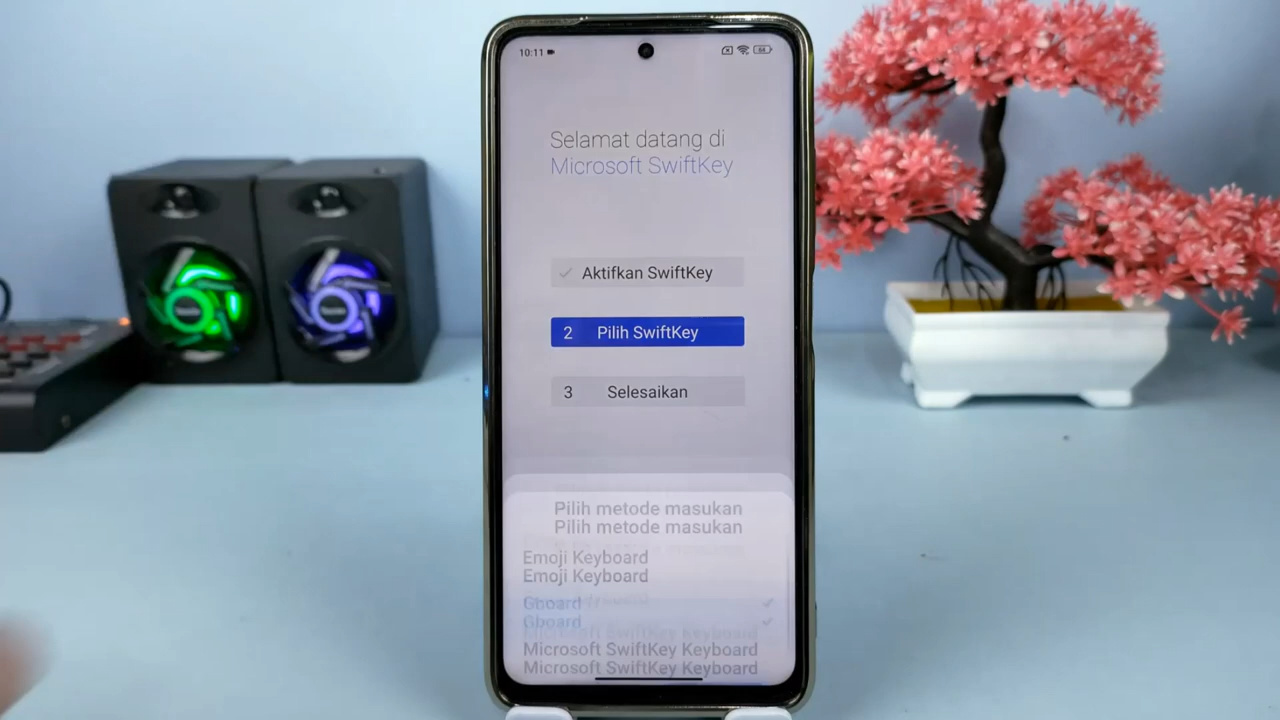 10:11
68
Selamat datang di
Microsoft SwiftKey
Aktifkan SwiftKey
2 Pilih SwiftKey
3 Selesaikan
Pilih metode masukan
Pilih metode masukan
Emoji Keyboard
Emoji Keyboard
Gboard
Gboard
Microsoft SwiftKey Keyboard
Microsoft SwiftKey Keyboard
Microsoft SwiftKey Keyboard